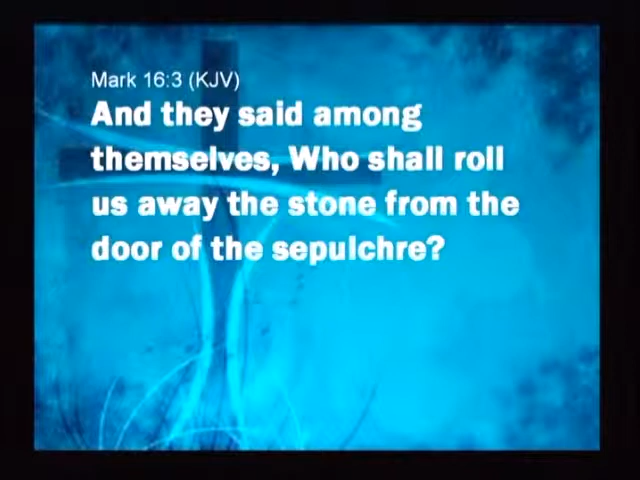 Mark 16:3 (KJV)
And they said among
themselves, Who shall roll
us away the stone from the
door of the sepulchre?